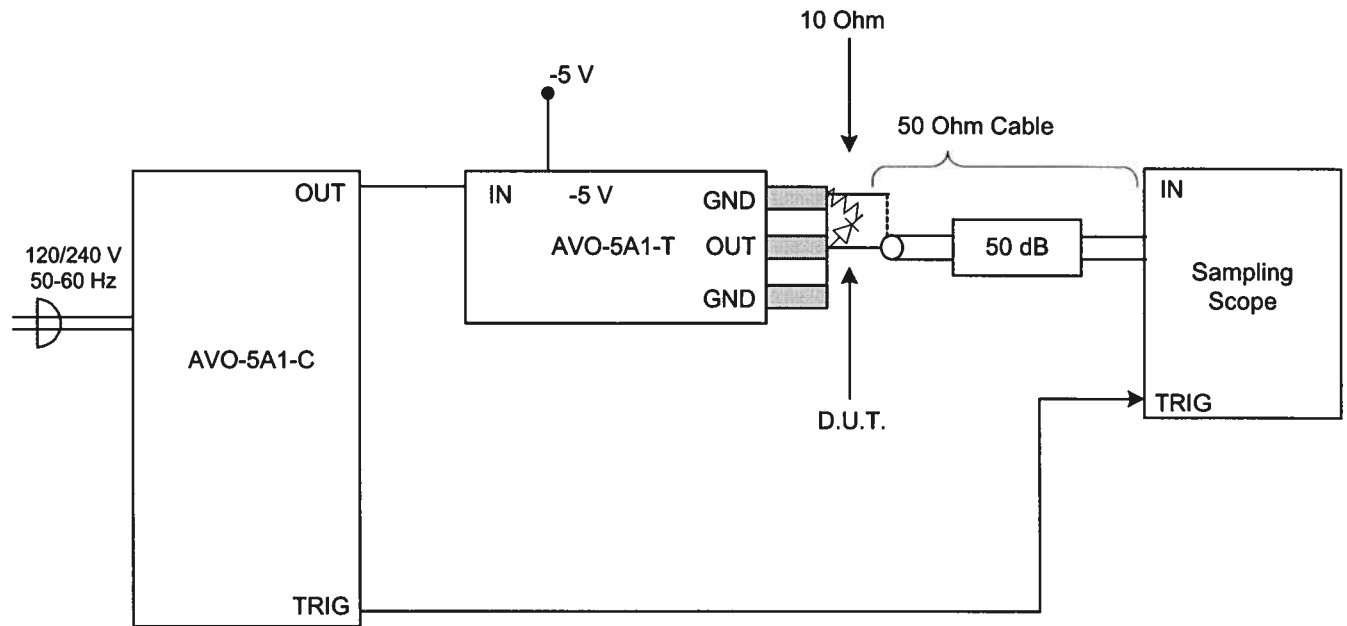 10 Ohm
-5 V
50 Ohm Cable
OUT
IN
-5 V
GND
IN
120/240 V
50-60 Hz
AVO-5A1-T
OUT
50 dB
Sampling
Scope
GND
AVO-5A1-C
TRIG
D.U.T.
TRIG